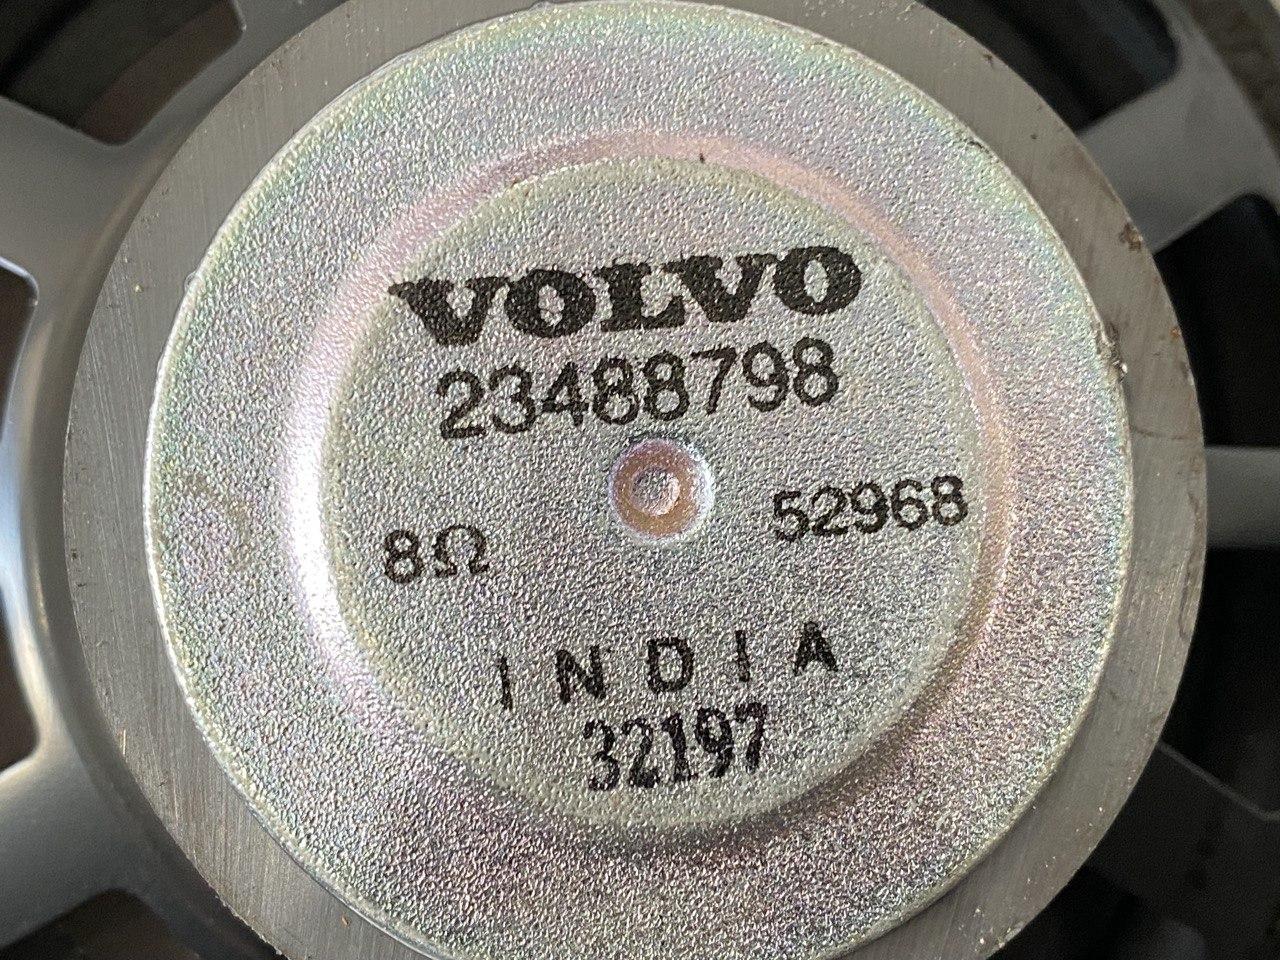 VOLVO
23488798
8Ω 52968
INDIA
32197